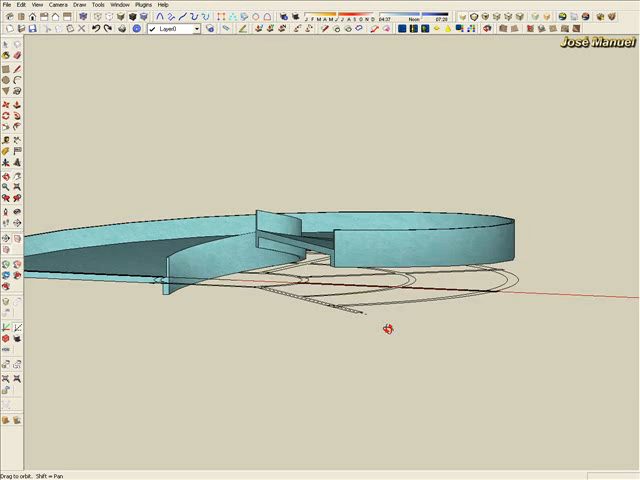 File Edit View Camera Draw Tools Window Plugins Help
J F M A M J J A S O N D 04:37 Noon 07:20
Layer0
José Manuel
Drag to orbit. Shift = Pan